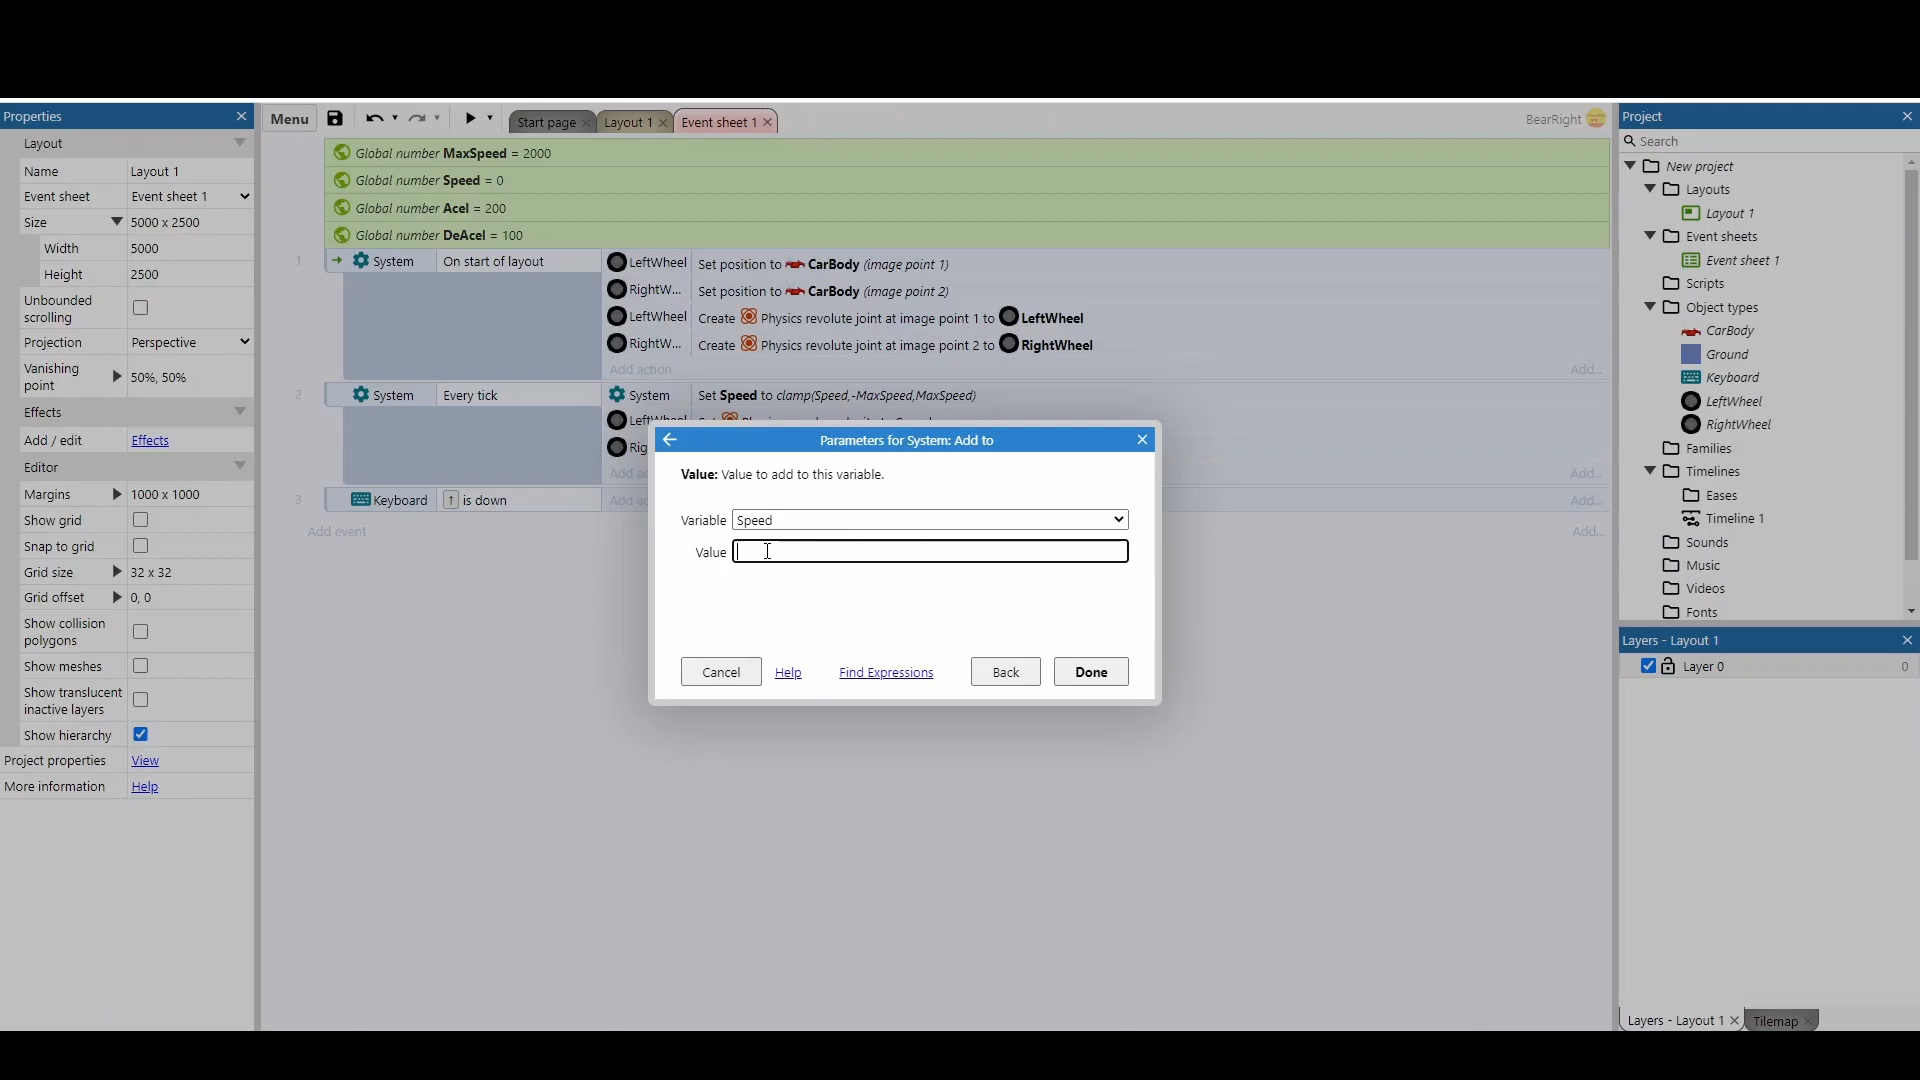 Properties
Layout
Name Layout 1
Event sheet Event sheet 1
Size 5000 x 2500
Width 5000
Height 2500
Unbounded
scrolling
Projection Perspective
Vanishing
point 50%, 50%
Effects
Add / edit Effects
Editor
Margins 1000 x 1000
Show grid
Snap to grid
Grid size 32 x 32
Grid offset 0, 0
Show collision
polygons
Show meshes
Show translucent
inactive layers
Show hierarchy
Project properties View
More information Help
Menu Start page Layout 1 Event sheet 1 BearRight
Global number MaxSpeed = 2000
Global number Speed = 0
Global number Acel = 200
Global number DeAcel = 100
1 System On start of layout LeftWheel Set position to CarBody (image point 1)
RightW... Set position to CarBody (image point 2)
LeftWheel Create Physics revolute joint at image point 1 to LeftWheel
RightW... Create Physics revolute joint at image point 2 to RightWheel
Add action Add...
2 System Every tick System Set Speed to clamp(Speed,-MaxSpeed,MaxSpeed)
Add...
3 Keyboard ↑ is down Add...
Add event Add...
Parameters for System: Add to
Value: Value to add to this variable.
Variable Speed
Value
Cancel Help Find Expressions Back Done
Project
Search
New project
Layouts
Layout 1
Event sheets
Event sheet 1
Scripts
Object types
CarBody
Ground
Keyboard
LeftWheel
RightWheel
Families
Timelines
Eases
Timeline 1
Sounds
Music
Videos
Fonts
Layers - Layout 1
Layer 0 0
Layers - Layout 1 Tilemap